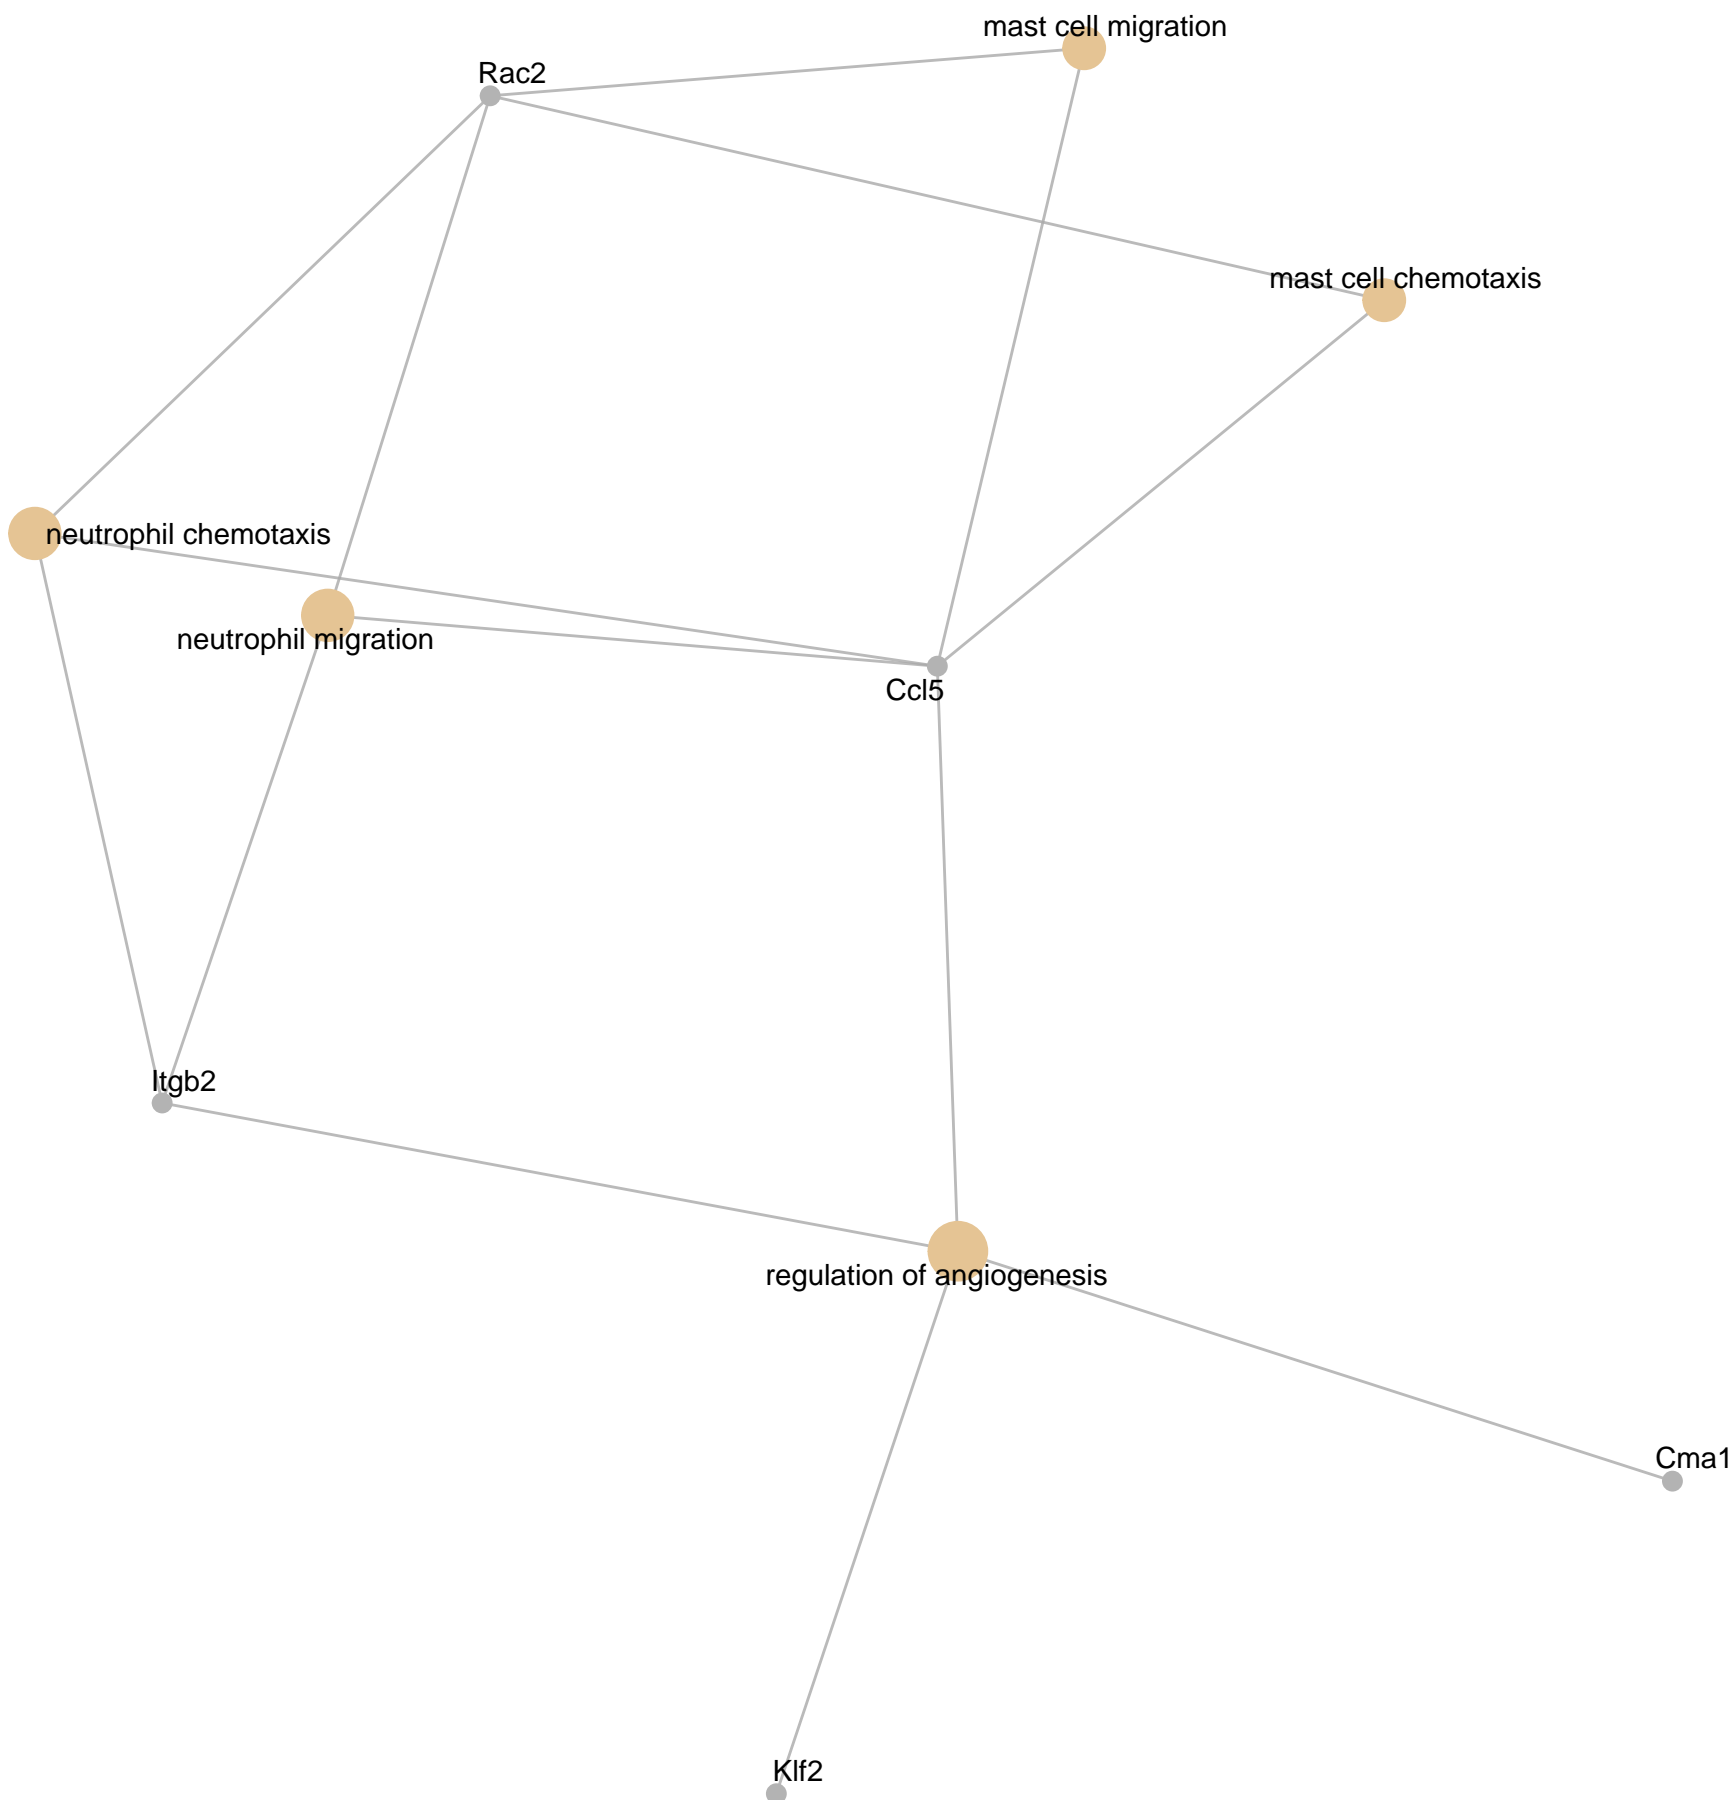 mast cell migration
Rac2
mast cell chemotaxis
neutrophil chemotaxis
neutrophil migration
Ccl5
Itgb2
regulation of angiogenesis
Cma1
Klf2